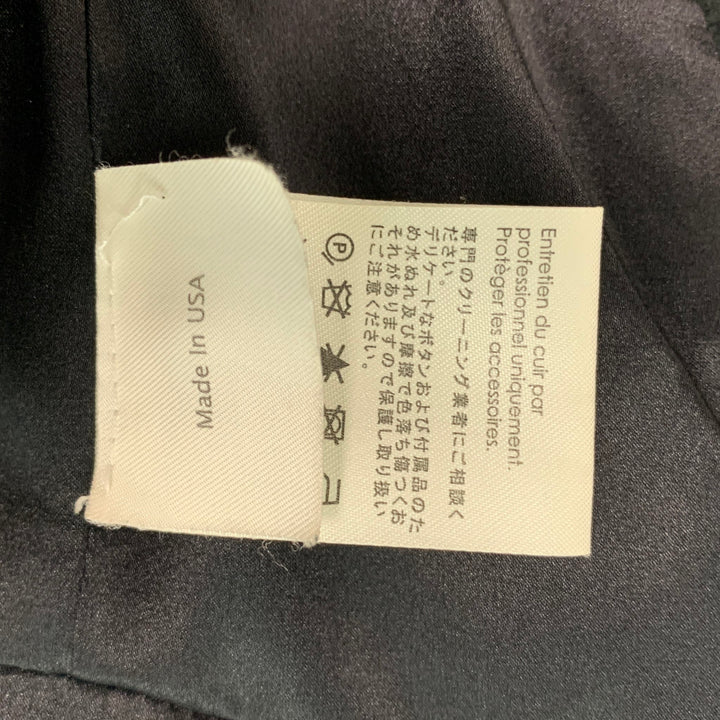 Made In USA
P
Entretien du cuir par
professionnel uniquement.
Protèger les accessoires.
専門のクリーニング業者にご相談く
ださい。
デリケートなボタンおよび付属品のた
め水ぬれ及び摩擦で色落ち傷つくお
それがありますので保護し取り扱い
にご注意ください。